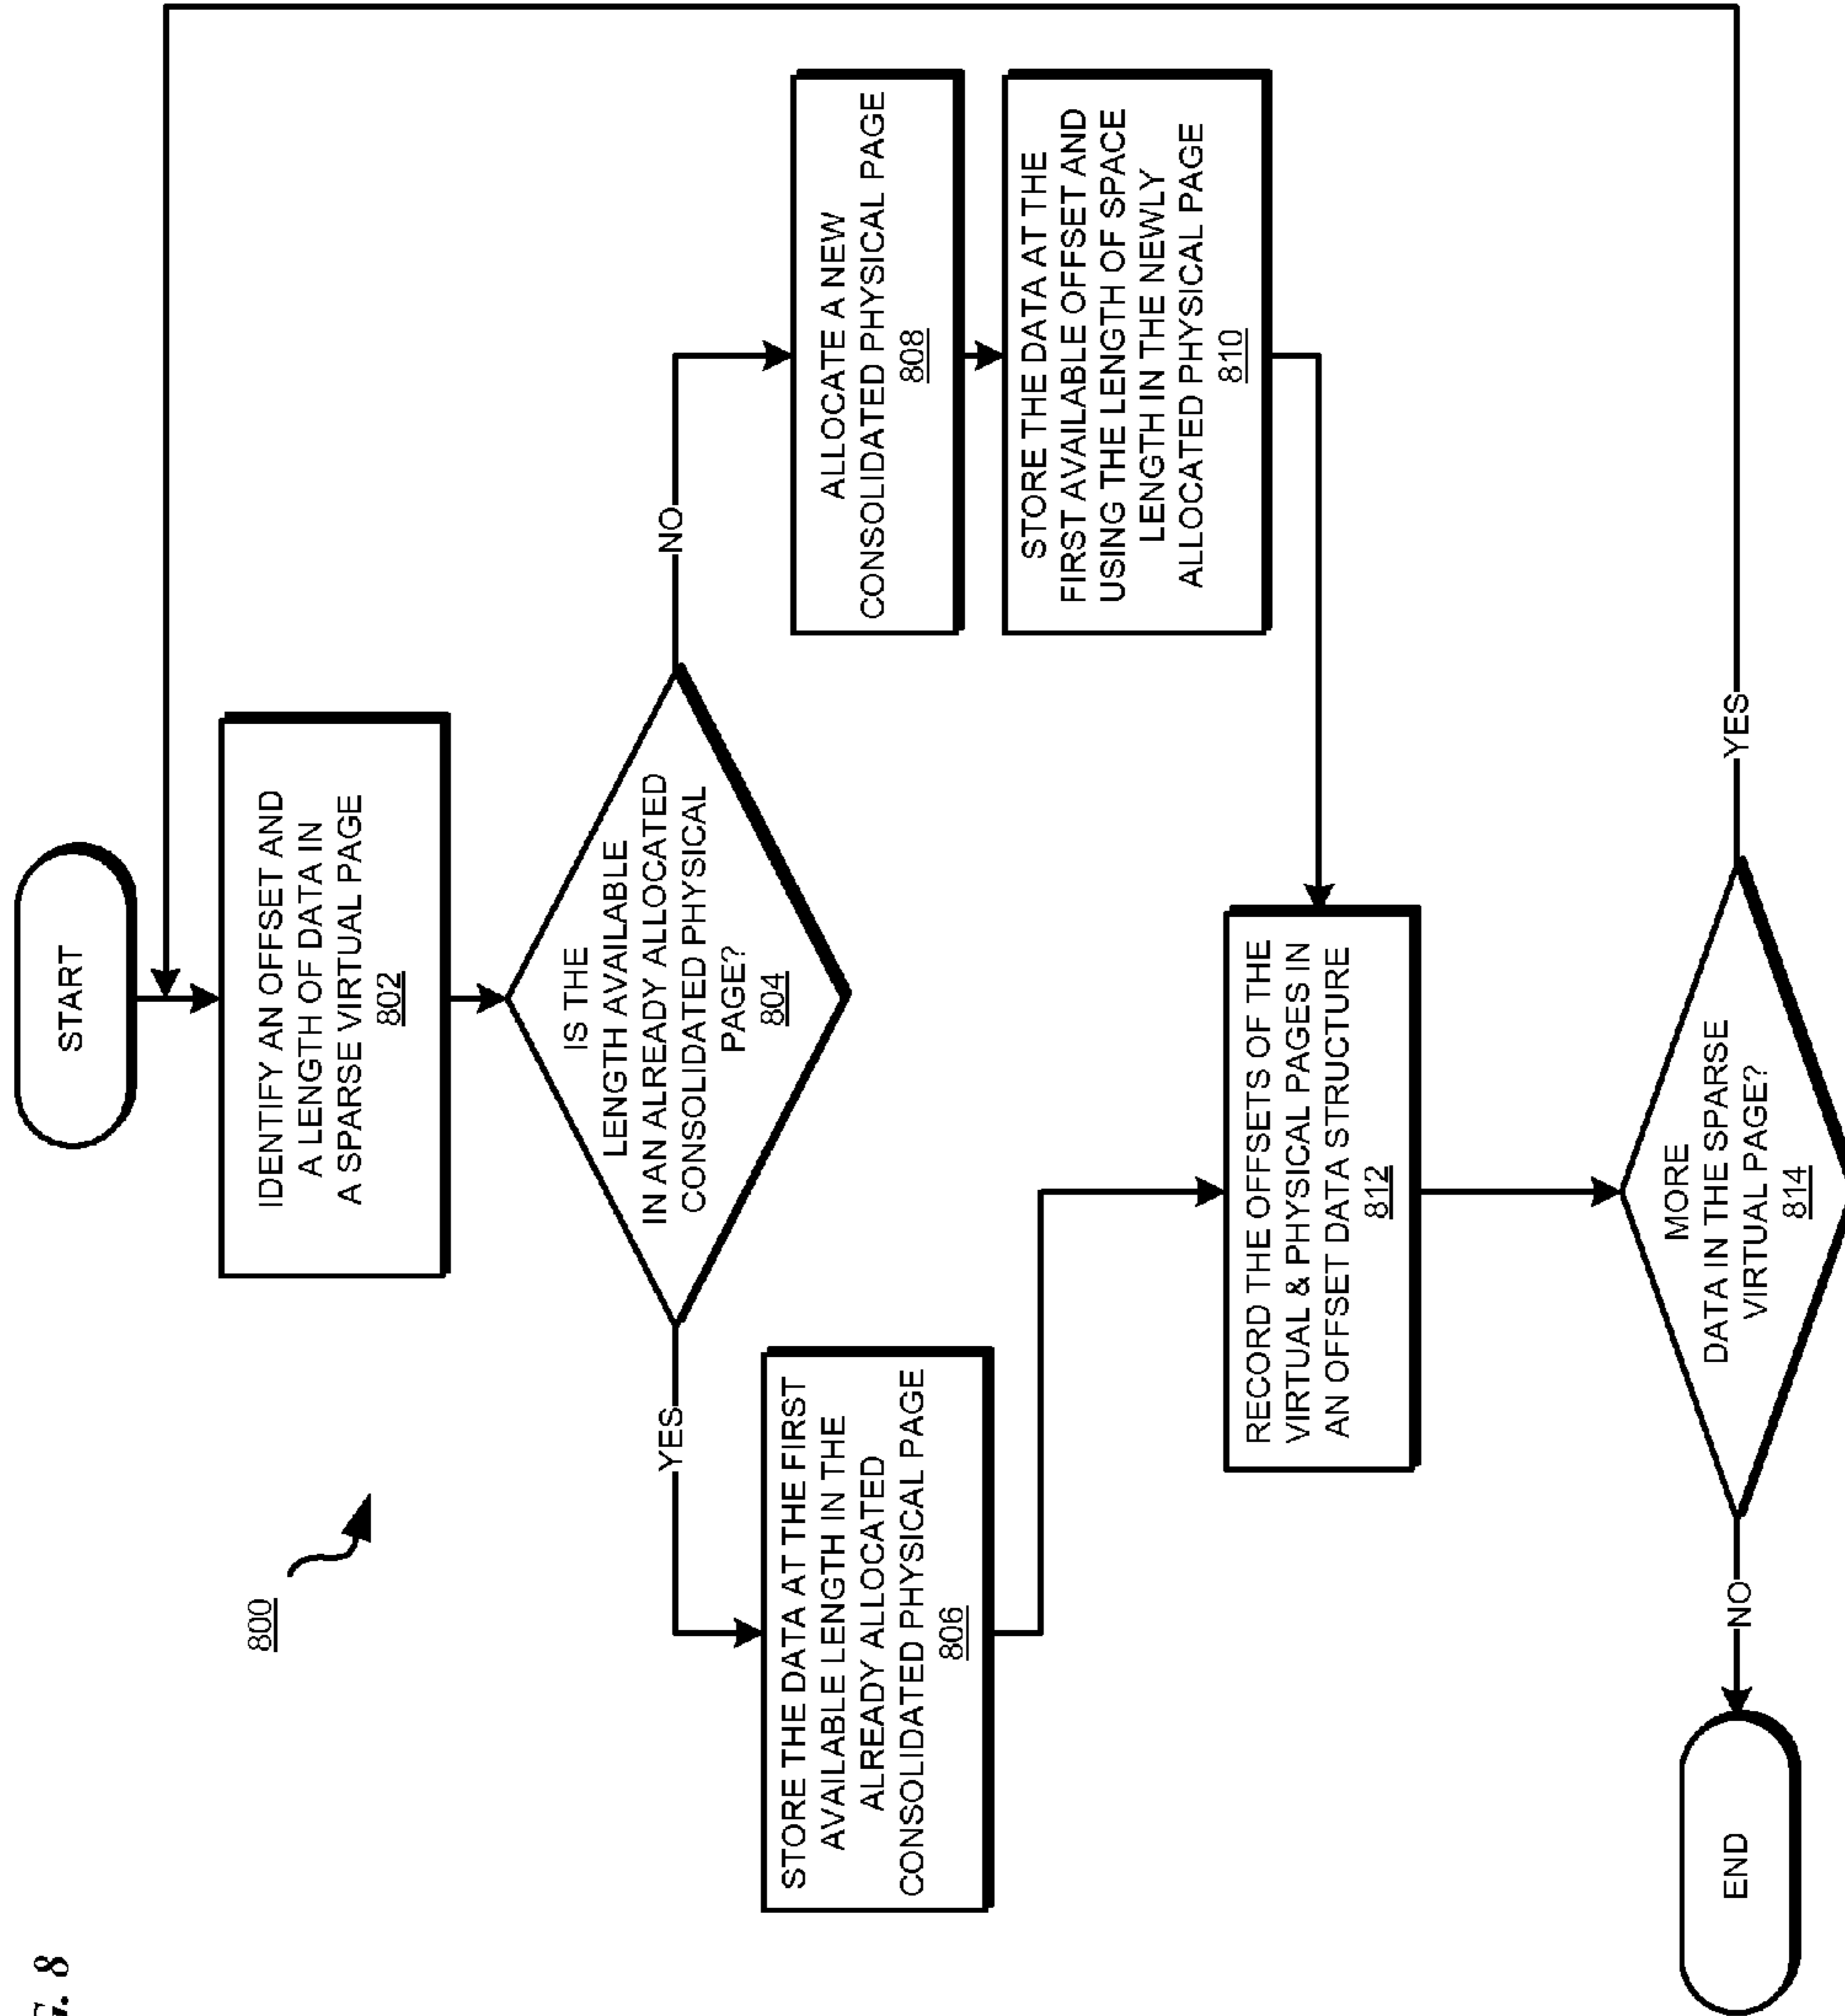 START
IDENTIFY AN OFFSET AND
A LENGTH OF DATA IN
A SPARSE VIRTUAL PAGE
802
800
IS THE
LENGTH AVAILABLE
IN AN ALREADY ALLOCATED
CONSOLIDATED PHYSICAL
PAGE?
804
YES
NO
STORE THE DATA AT THE FIRST
AVAILABLE LENGTH IN THE
ALREADY ALLOCATED
CONSOLIDATED PHYSICAL PAGE
806
ALLOCATE A NEW
CONSOLIDATED PHYSICAL PAGE
808
STORE THE DATA AT THE
FIRST AVAILABLE OFFSET AND
USING THE LENGTH OF SPACE
LENGTH IN THE NEWLY
ALLOCATED PHYSICAL PAGE
810
RECORD THE OFFSETS OF THE
VIRTUAL & PHYSICAL PAGES IN
AN OFFSET DATA STRUCTURE
812
MORE
DATA IN THE SPARSE
VIRTUAL PAGE?
814
NO
YES
END
8